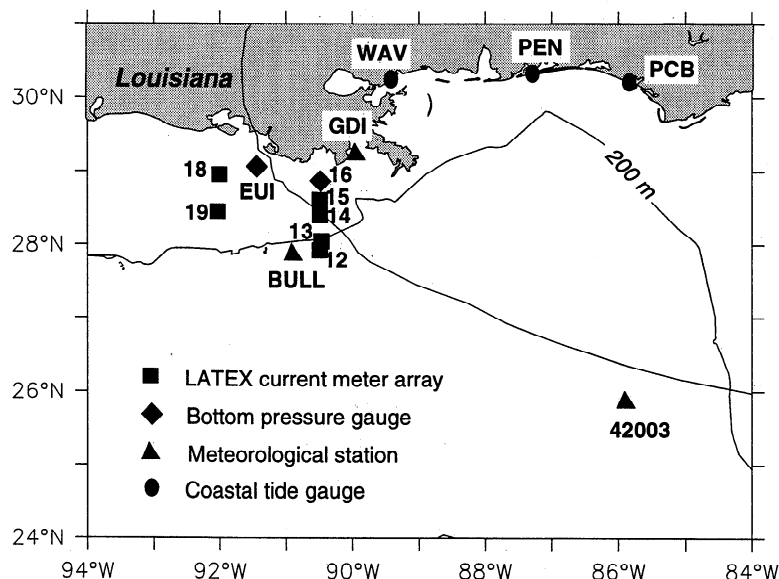 WAV
PEN
PCB
Louisiana
30°N
GDI
200 m
18
16
EUI
15
19
14
13
28°N
12
BULL
LATEX current meter array
26°N
Bottom pressure gauge
42003
Meteorological station
Coastal tide gauge
24°N
94°W 92°W 90°W 88°W 86°W 84°W